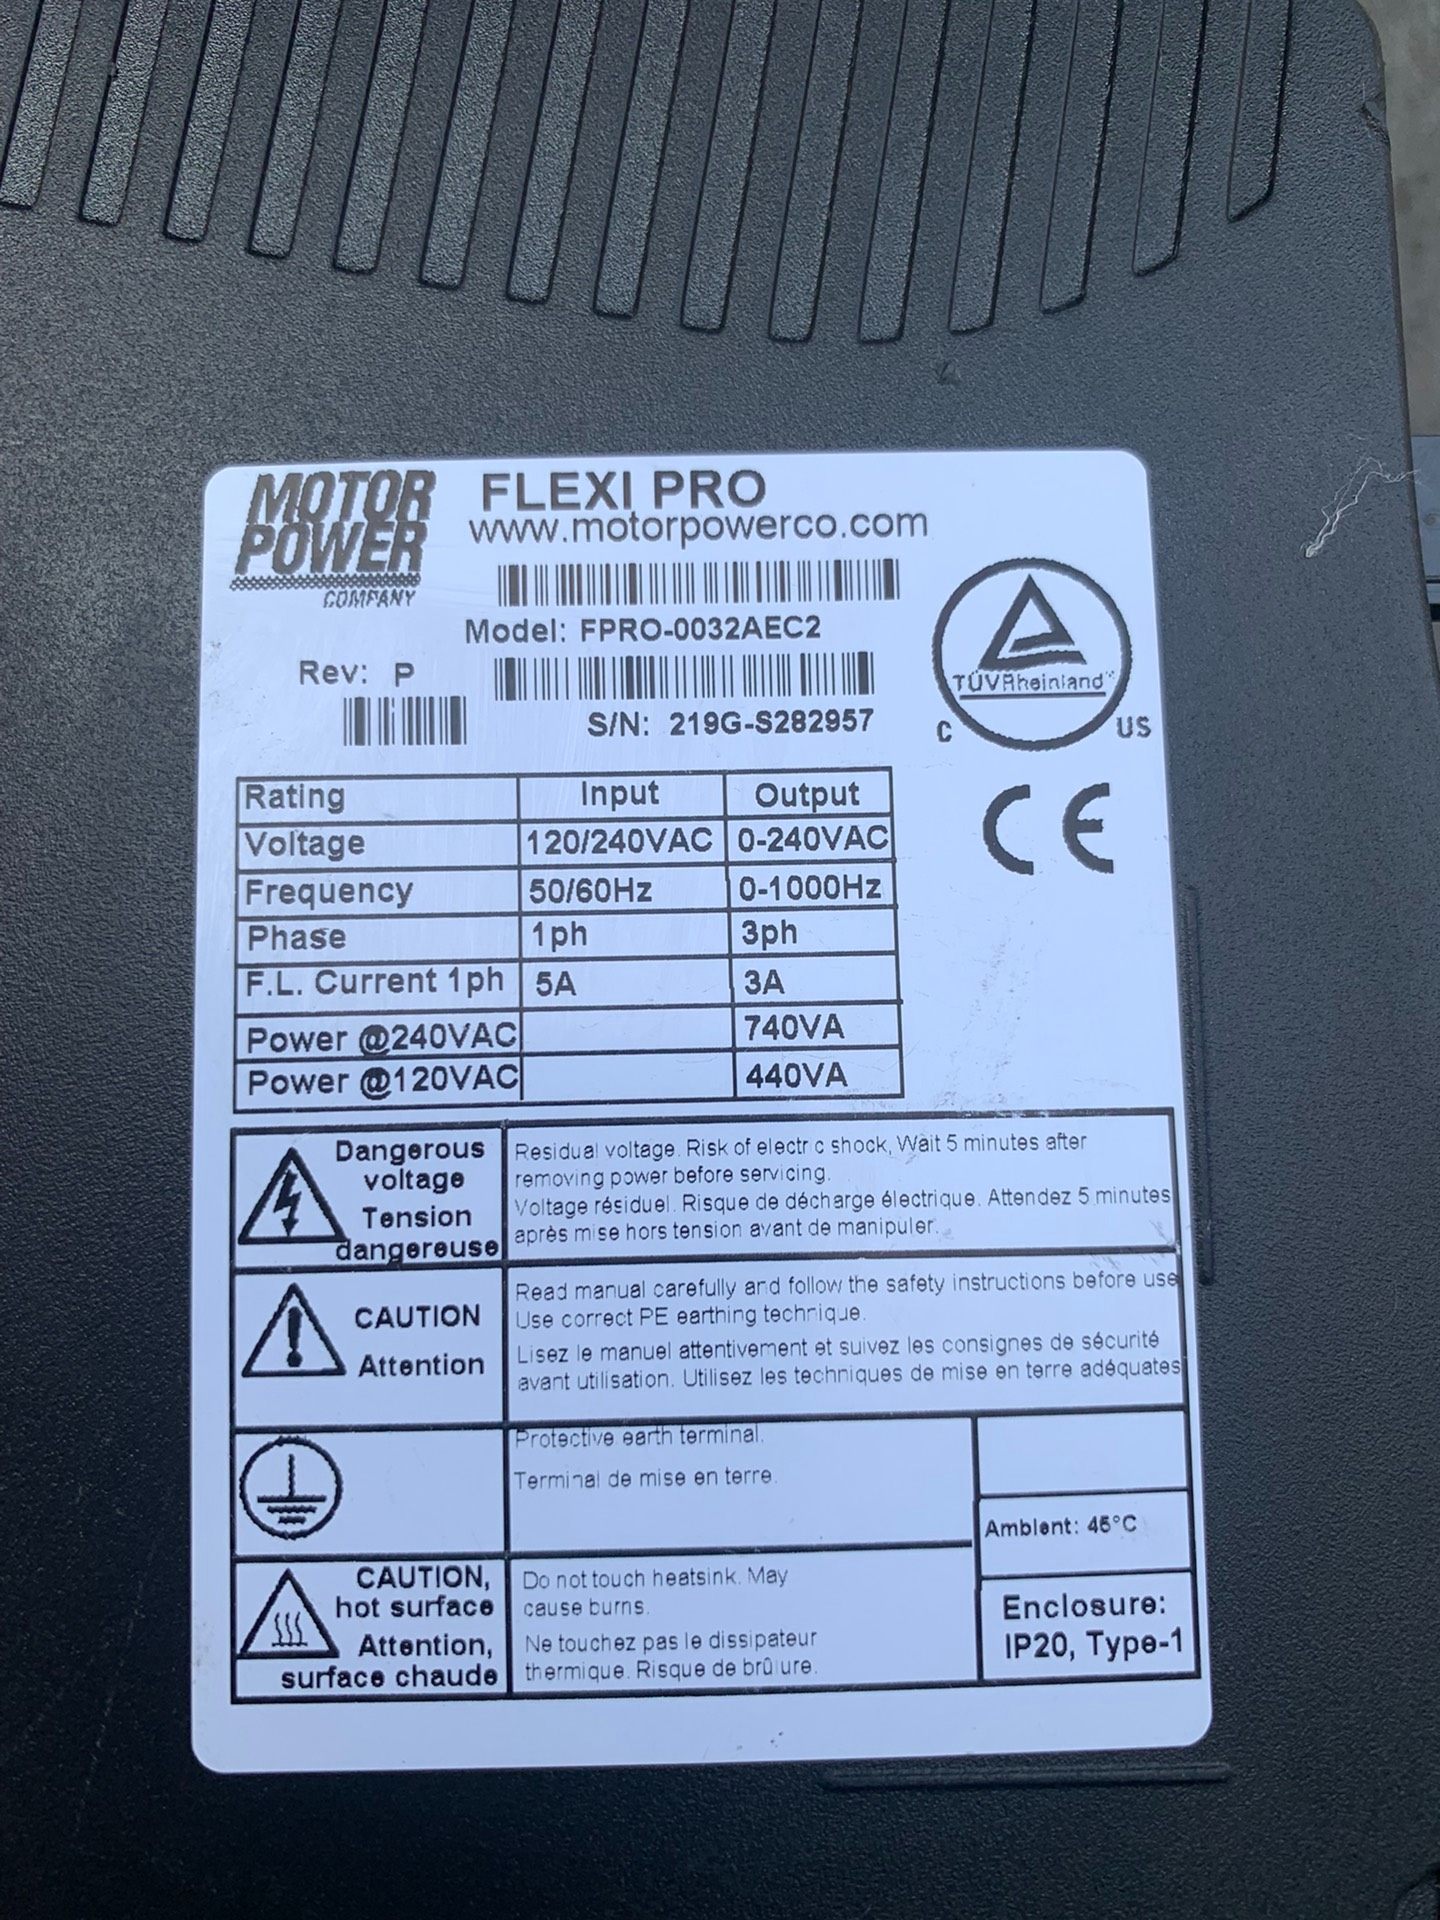 MOTOR POWER COMPANY
FLEXI PRO
www.motorpowerco.com
Model: FPRO-0032AEC2
Rev: P
S/N: 219G-S282957
TÜVRheinland
C US
CE
Rating Input Output
Voltage 120/240VAC 0-240VAC
Frequency 50/60Hz 0-1000Hz
Phase 1ph 3ph
F.L. Current 1ph 5A 3A
Power @240VAC 740VA
Power @120VAC 440VA
Dangerous
voltage
Tension
dangereuse
Residual voltage. Risk of electric shock, Wait 5 minutes after
removing power before servicing.
Voltage résiduel. Risque de décharge électrique. Attendez 5 minutes
après mise hors tension avant de manipuler.
CAUTION
Attention
Read manual carefully and follow the safety instructions before use
Use correct PE earthing technique.
Lisez le manuel attentivement et suivez les consignes de sécurité
avant utilisation. Utilisez les techniques de mise en terre adéquates
Protective earth terminal.
Terminal de mise en terre.
Ambient: 45°C
CAUTION,
hot surface
Attention,
surface chaude
Do not touch heatsink. May
cause burns.
Ne touchez pas le dissipateur
thermique. Risque de brûlure.
Enclosure:
IP20, Type-1